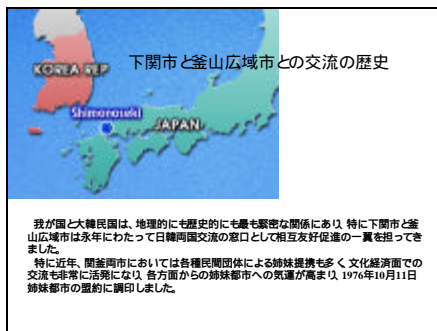 下関市と釜山広域市との交流の歴史
KOREA REP
Shimonoseki
JAPAN
我が国と大韓民国は、地理的にも歴史的にも最も緊密な関係にあり、特に下関市と釜
山広域市は永年にわたって日韓両国交流の窓口として相互友好促進の一翼を担ってき
ました。
特に近年、関釜両市においては各種民間団体による姉妹提携も多く、文化経済面での
交流も非常に活発になり、各方面からの姉妹都市への気運が高まり、1976年10月11日
姉妹都市の盟約に調印しました。